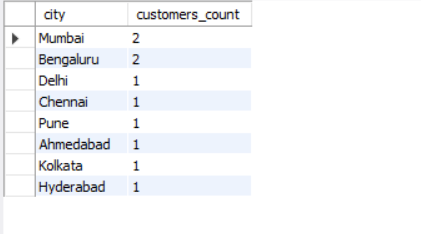 city customers_count
Mumbai 2
Bengaluru 2
Delhi 1
Chennai 1
Pune 1
Ahmedabad 1
Kolkata 1
Hyderabad 1